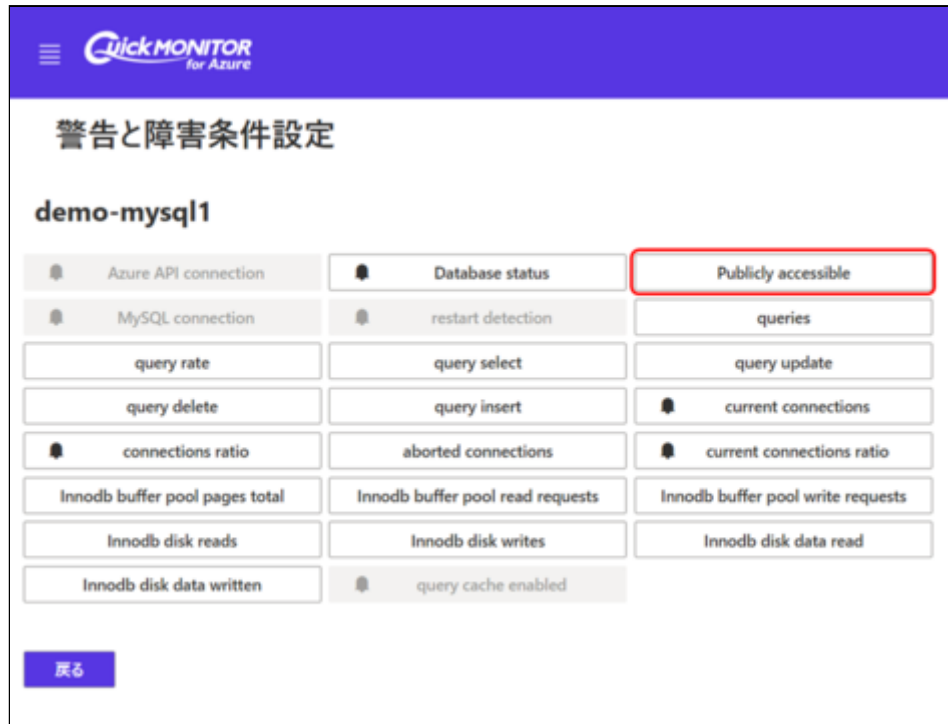 Quick MONITOR
for Azure
警告と障害条件設定
demo-mysql1
Azure API connection Database status Publicly accessible
MySQL connection restart detection queries
query rate query select query update
query delete query insert current connections
connections ratio aborted connections current connections ratio
Innodb buffer pool pages total Innodb buffer pool read requests Innodb buffer pool write requests
Innodb disk reads Innodb disk writes Innodb disk data read
Innodb disk data written query cache enabled
戻る